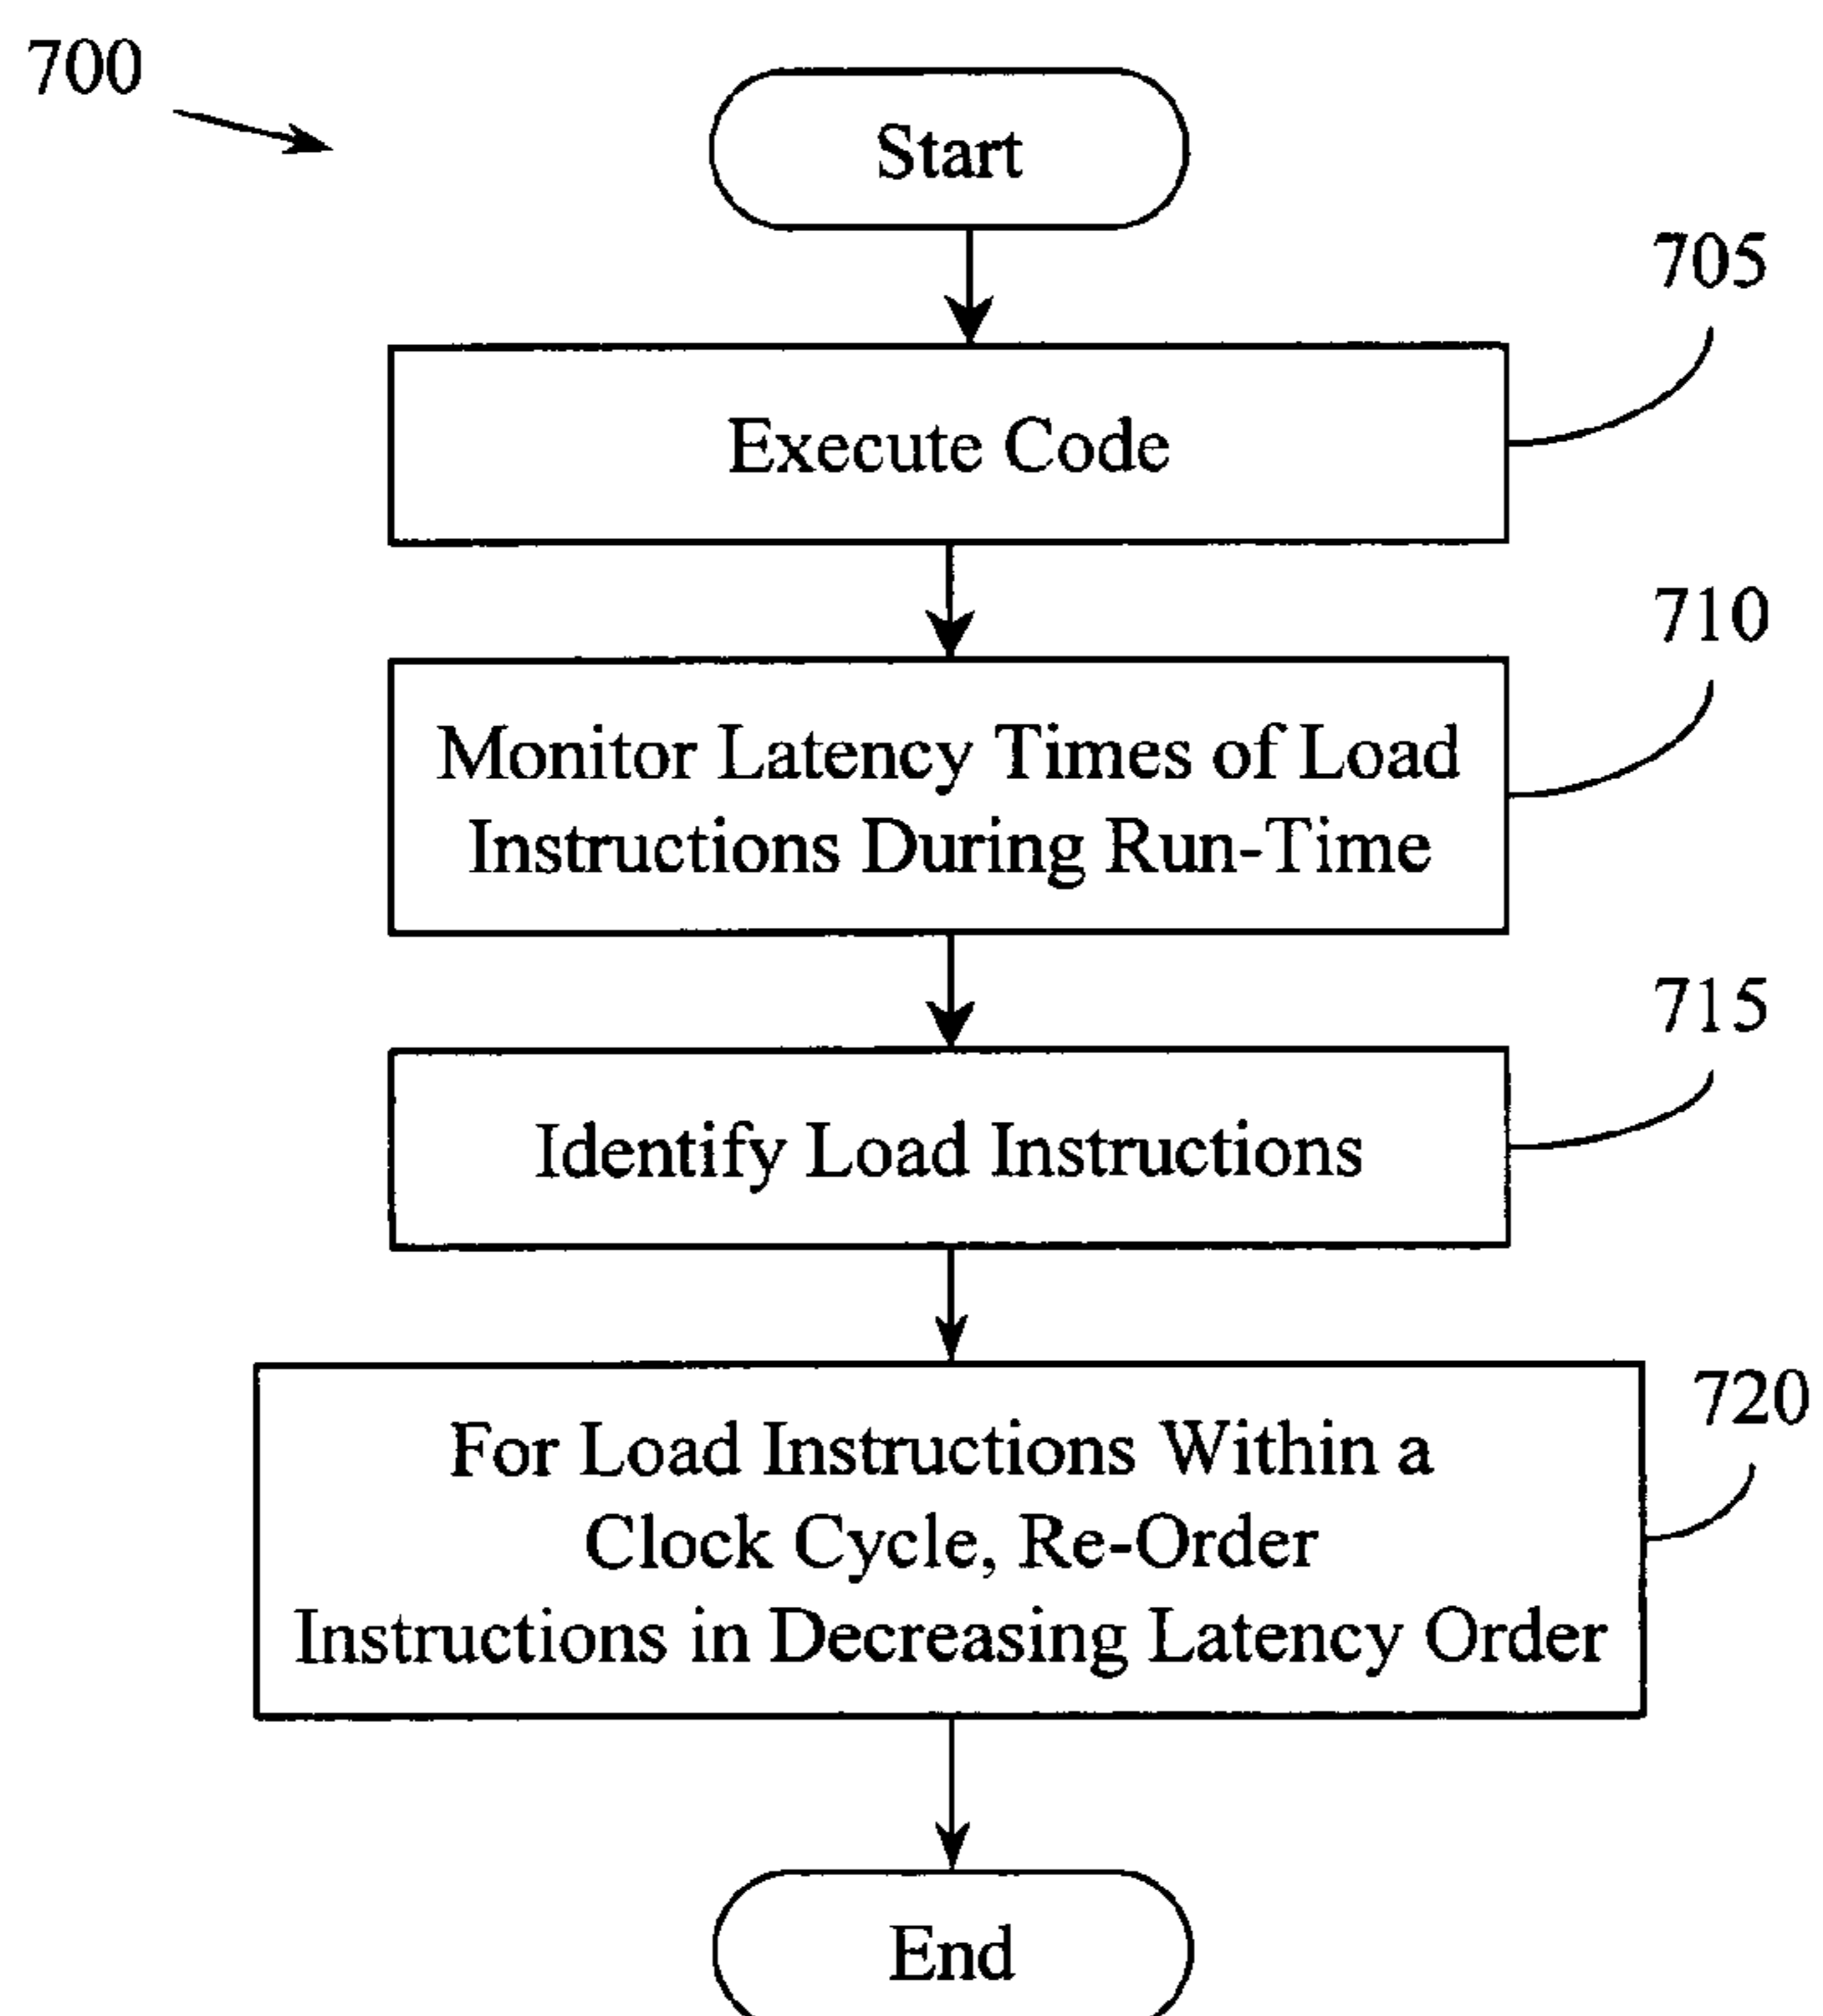 700
Start
705
Execute Code
710
Monitor Latency Times of Load
Instructions During Run-Time
715
Identify Load Instructions
720
For Load Instructions Within a
Clock Cycle, Re-Order
Instructions in Decreasing Latency Order
End